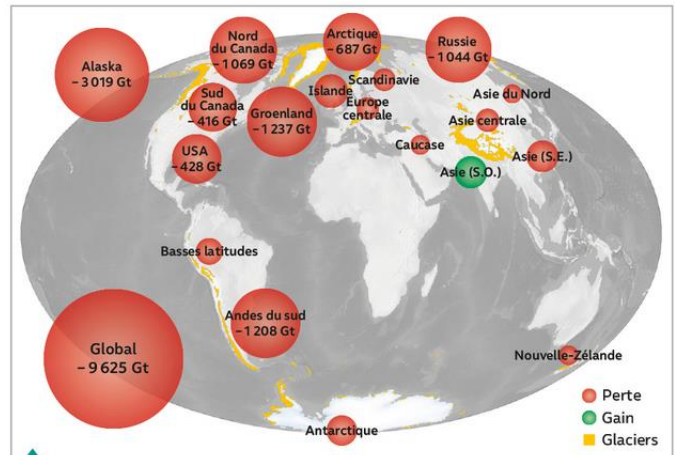 Alaska
– 3 019 Gt
Nord
du Canada
– 1 069 Gt
Arctique
– 687 Gt
Russie
– 1 044 Gt
Sud
du Canada
– 416 Gt
Groenland
– 1 237 Gt
Islande
Scandinavie
Europe
centrale
Asie du Nord
Asie centrale
USA
– 428 Gt
Caucase
Asie (S.E.)
Asie (S.O.)
Basses latitudes
Andes du sud
– 1 208 Gt
Global
– 9 625 Gt
Nouvelle-Zélande
Antarctique
Perte
Gain
Glaciers